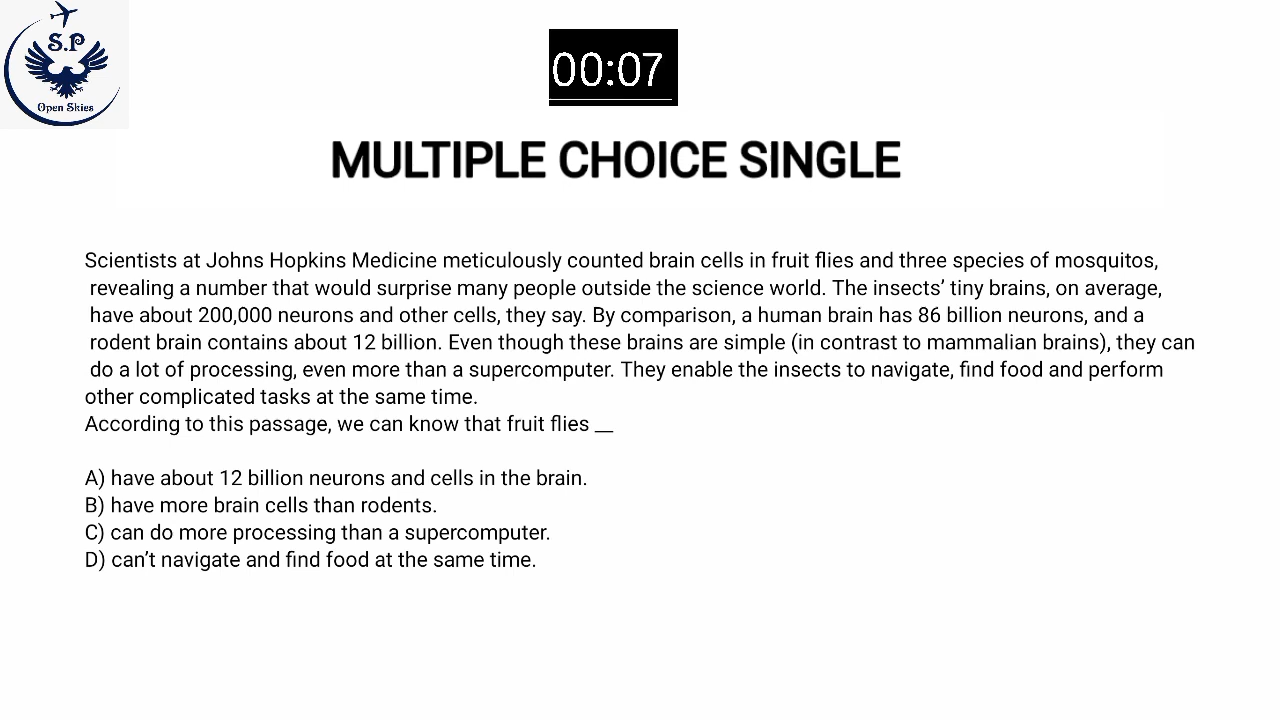 S.P
Open Skies
00:07
MULTIPLE CHOICE SINGLE
Scientists at Johns Hopkins Medicine meticulously counted brain cells in fruit flies and three species of mosquitos,
revealing a number that would surprise many people outside the science world. The insects’ tiny brains, on average,
have about 200,000 neurons and other cells, they say. By comparison, a human brain has 86 billion neurons, and a
rodent brain contains about 12 billion. Even though these brains are simple (in contrast to mammalian brains), they can
do a lot of processing, even more than a supercomputer. They enable the insects to navigate, find food and perform
other complicated tasks at the same time.
According to this passage, we can know that fruit flies __
A) have about 12 billion neurons and cells in the brain.
B) have more brain cells than rodents.
C) can do more processing than a supercomputer.
D) can’t navigate and find food at the same time.